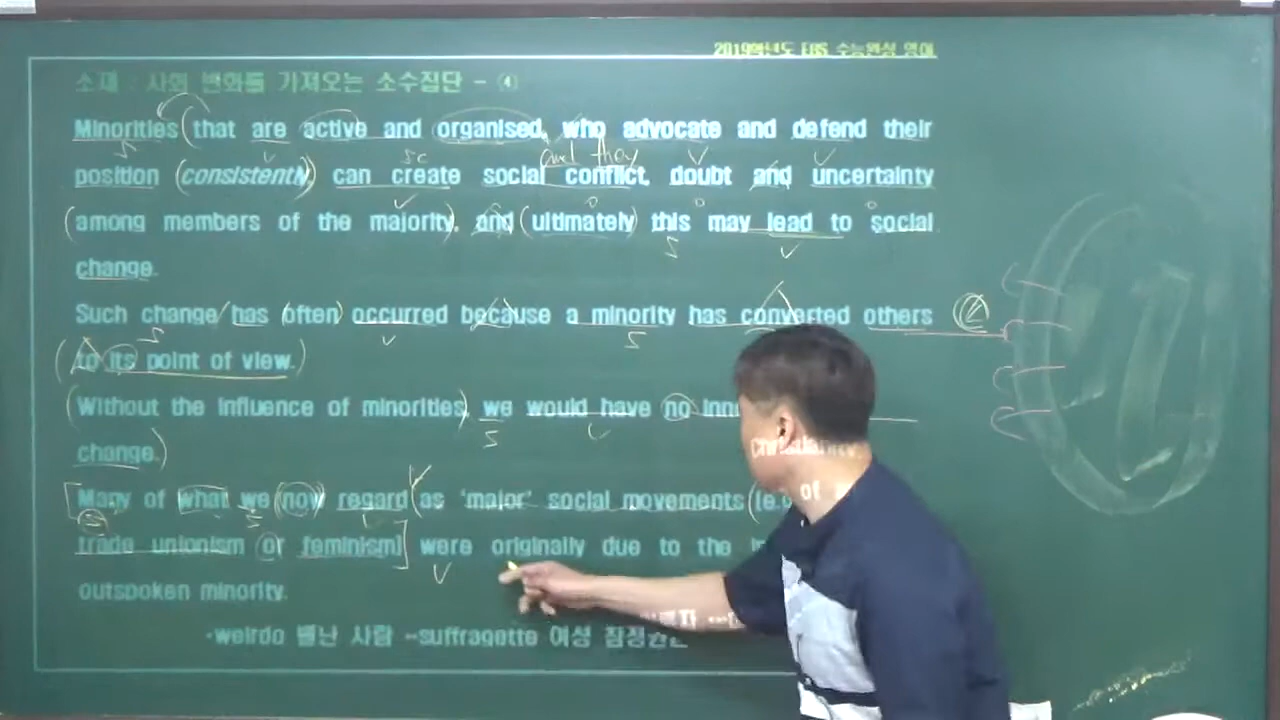 2019학년도 EBS 수능완성 영어
소재 : 사회 변화를 가져오는 소수집단 - ④
Minorities (that are active and organised, who advocate and defend their
and they
position (consistently) can create social conflict, doubt and uncertainty
(among members of the majority), and (ultimately) this may lead to social
change.
Such change has (often) occurred because a minority has converted others
(to its point of view.)
(Without the influence of minorities), we would have no
change.)
[Many of what we now regard (as 'major' social movements (e.g.
Christianity,
of
trade unionism or feminism] were originally due to the
outspoken minority.
·weirdo 별난 사람 --suffragette 여성 참정권론